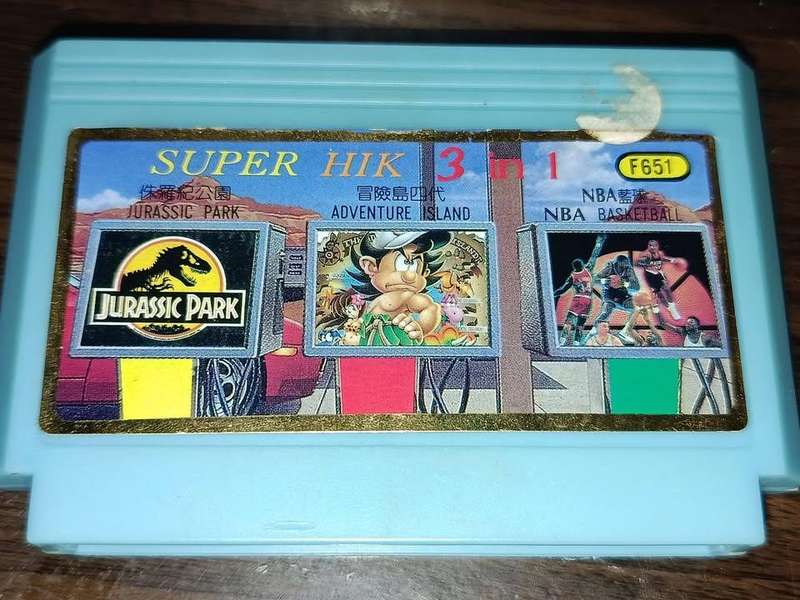 SUPER HIK 3 in 1 F651
侏羅紀公園 冒險島四代 NBA藍球
JURASSIC PARK ADVENTURE ISLAND NBA BASKETBALL
JURASSIC PARK